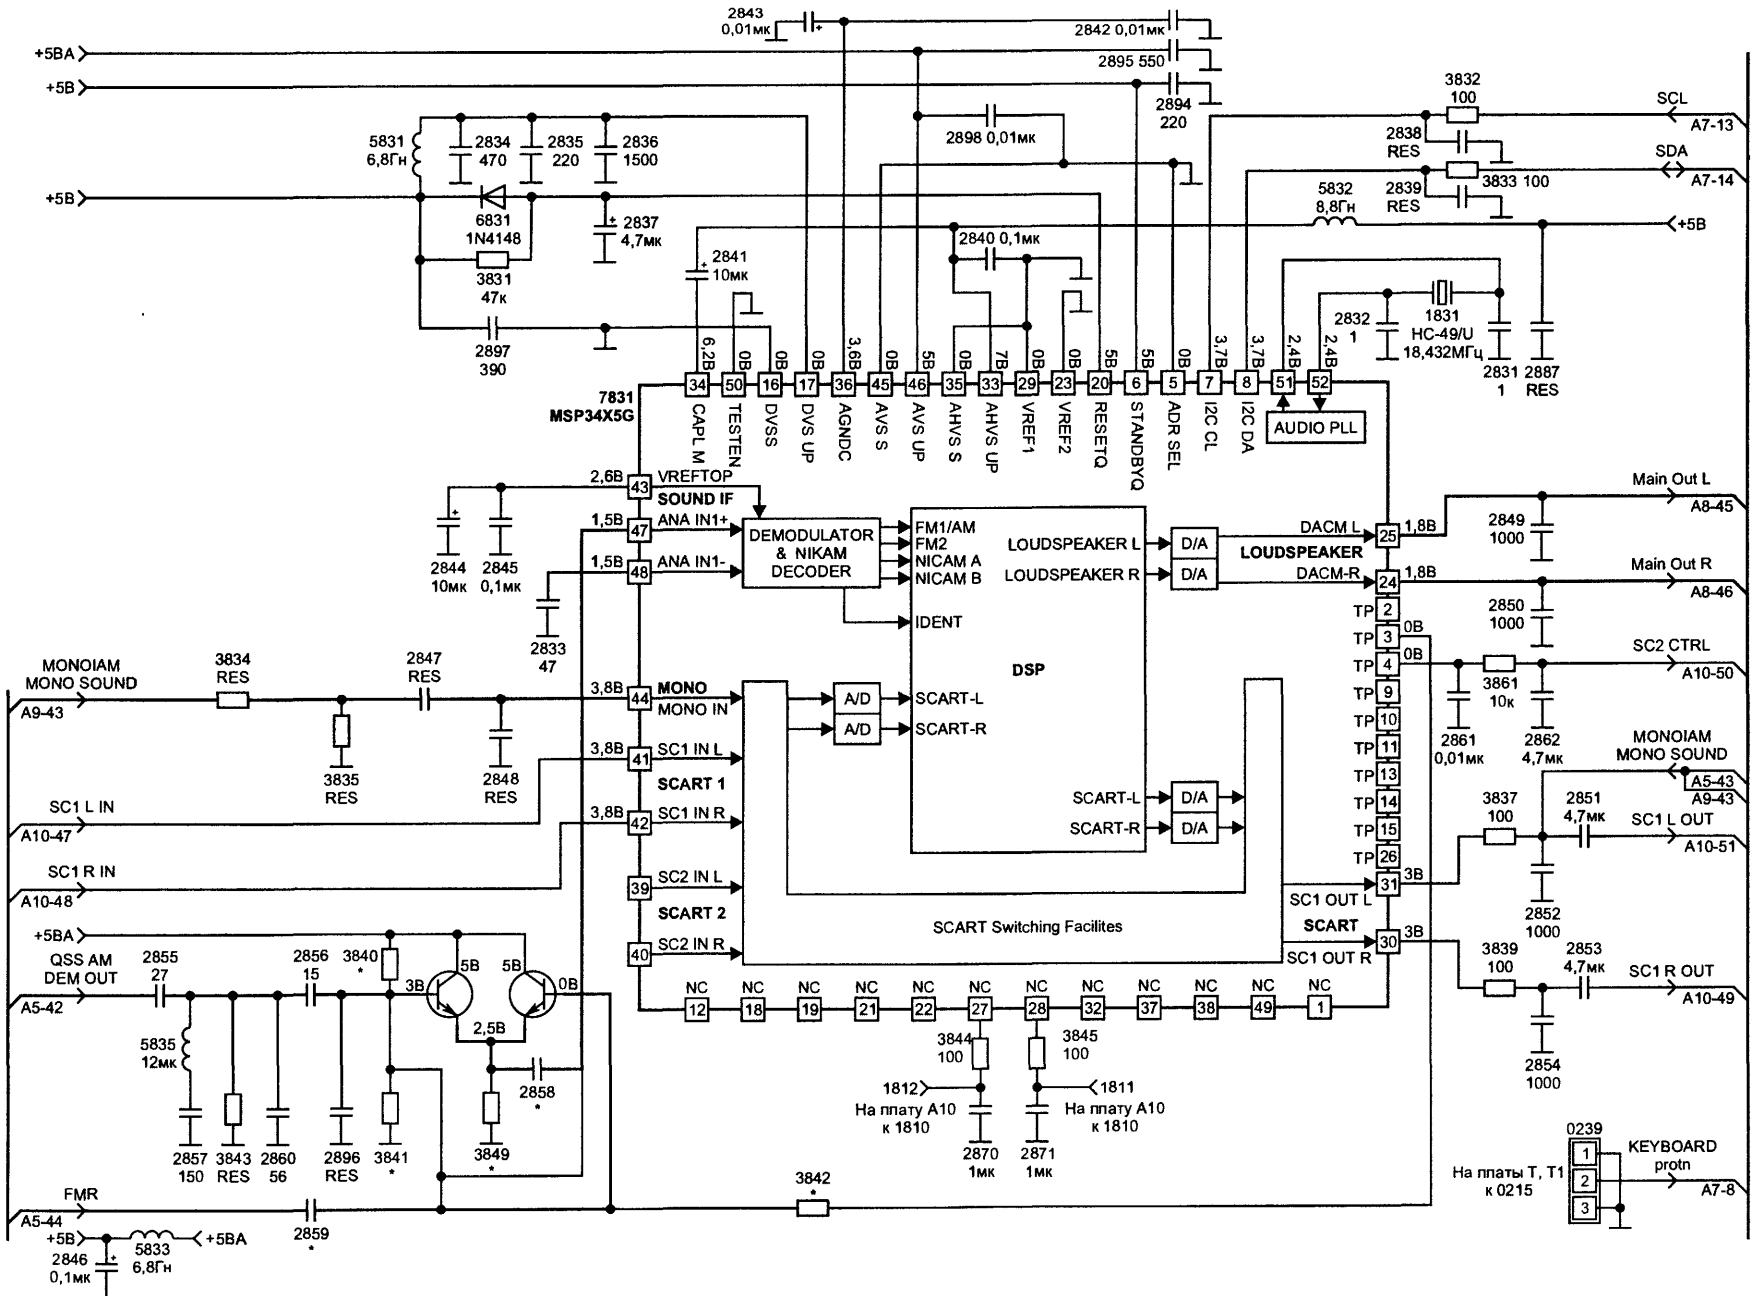 2843
0,01мк
2842 0,01мк
+5ВА
2895 550
+5В
2894
220
2898 0,01мк
3832
100
SCL
A7-13
2838
RES
SDA
3833 100
A7-14
2839
RES
5831
6,8Гн
2834
470
2835
220
2836
1500
+5В
6831
1N4148
2837
4,7мк
3831
47к
2897
390
2841
10мк
2840 0,1мк
5832
8,8Гн
+5В
2832
1
1831
HC-49/U
18,432МГц
2831
1
2887
RES
6,2В
0В
0В
0В
3,6В
0В
5В
0В
7В
0В
0В
5В
5В
0В
3,7В
3,7В
2,4В
2,4В
7831
MSP34X5G
34
50
16
17
36
45
46
35
33
29
23
20
6
5
7
8
51
52
CAPL M
TESTEN
DVSS
DVS UP
AGNDC
AVS S
AVS UP
AHVS S
AHVS UP
VREF1
VREF2
RESETQ
STANDBYQ
ADR SEL
I2C CL
I2C DA
AUDIO PLL
2,6В
43
VREFTOP
SOUND IF
1,5В
47
ANA IN1+
1,5В
48
ANA IN1-
2844
10мк
2845
0,1мк
2833
47
DEMODULATOR
& NIKAM
DECODER
FM1/AM
FM2
NICAM A
NICAM B
IDENT
DSP
LOUDSPEAKER L
LOUDSPEAKER R
D/A
D/A
DACM L
LOUDSPEAKER
DACM-R
25
1,8В
24
1,8В
Main Out L
A8-45
2849
1000
Main Out R
A8-46
2850
1000
TP 2
TP 3
0В
TP 4
0В
TP 9
TP 10
TP 11
TP 13
TP 14
TP 15
TP 26
SC2 CTRL
A10-50
3861
10к
2861
0,01мк
2862
4,7мк
MONOIAM
MONO SOUND
A9-43
3834
RES
2847
RES
3835
RES
2848
RES
3,8В
44
MONO
MONO IN
A/D
A/D
SCART-L
SCART-R
3,8В
41
SC1 IN L
SCART 1
3,8В
42
SC1 IN R
SC1 L IN
A10-47
SC1 R IN
A10-48
39
SC2 IN L
SCART 2
40
SC2 IN R
SCART-L
SCART-R
D/A
D/A
SCART Switching Facilites
31
3В
SC1 OUT L
SCART
30
3В
SC1 OUT R
MONOIAM
MONO SOUND
A5-43
A9-43
3837
100
2851
4,7мк
SC1 L OUT
A10-51
2852
1000
3839
100
2853
4,7мк
SC1 R OUT
A10-49
2854
1000
+5ВА
QSS AM
DEM OUT
A5-42
2855
27
2856
15
3840
*
5В
5В
3В
0В
2,5В
5835
12мк
2858
*
2857
150
3843
RES
2860
56
2896
RES
3841
*
3849
*
NC NC NC NC NC NC NC NC NC NC NC NC
12 18 19 21 22 27 28 32 37 38 49 1
3844
100
3845
100
1812
На плату A10
к 1810
1811
На плату A10
к 1810
2870
1мк
2871
1мк
FMR
A5-44
2859
*
3842
*
+5В
5833
6,8Гн
+5ВА
2846
0,1мк
0239
1
2
3
На платы T, T1
к 0215
KEYBOARD
protn
A7-8